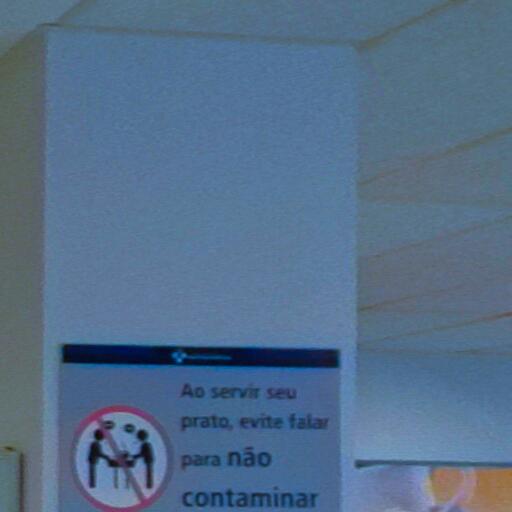 Ao servir seu
prato, evite falar
para não
contaminar